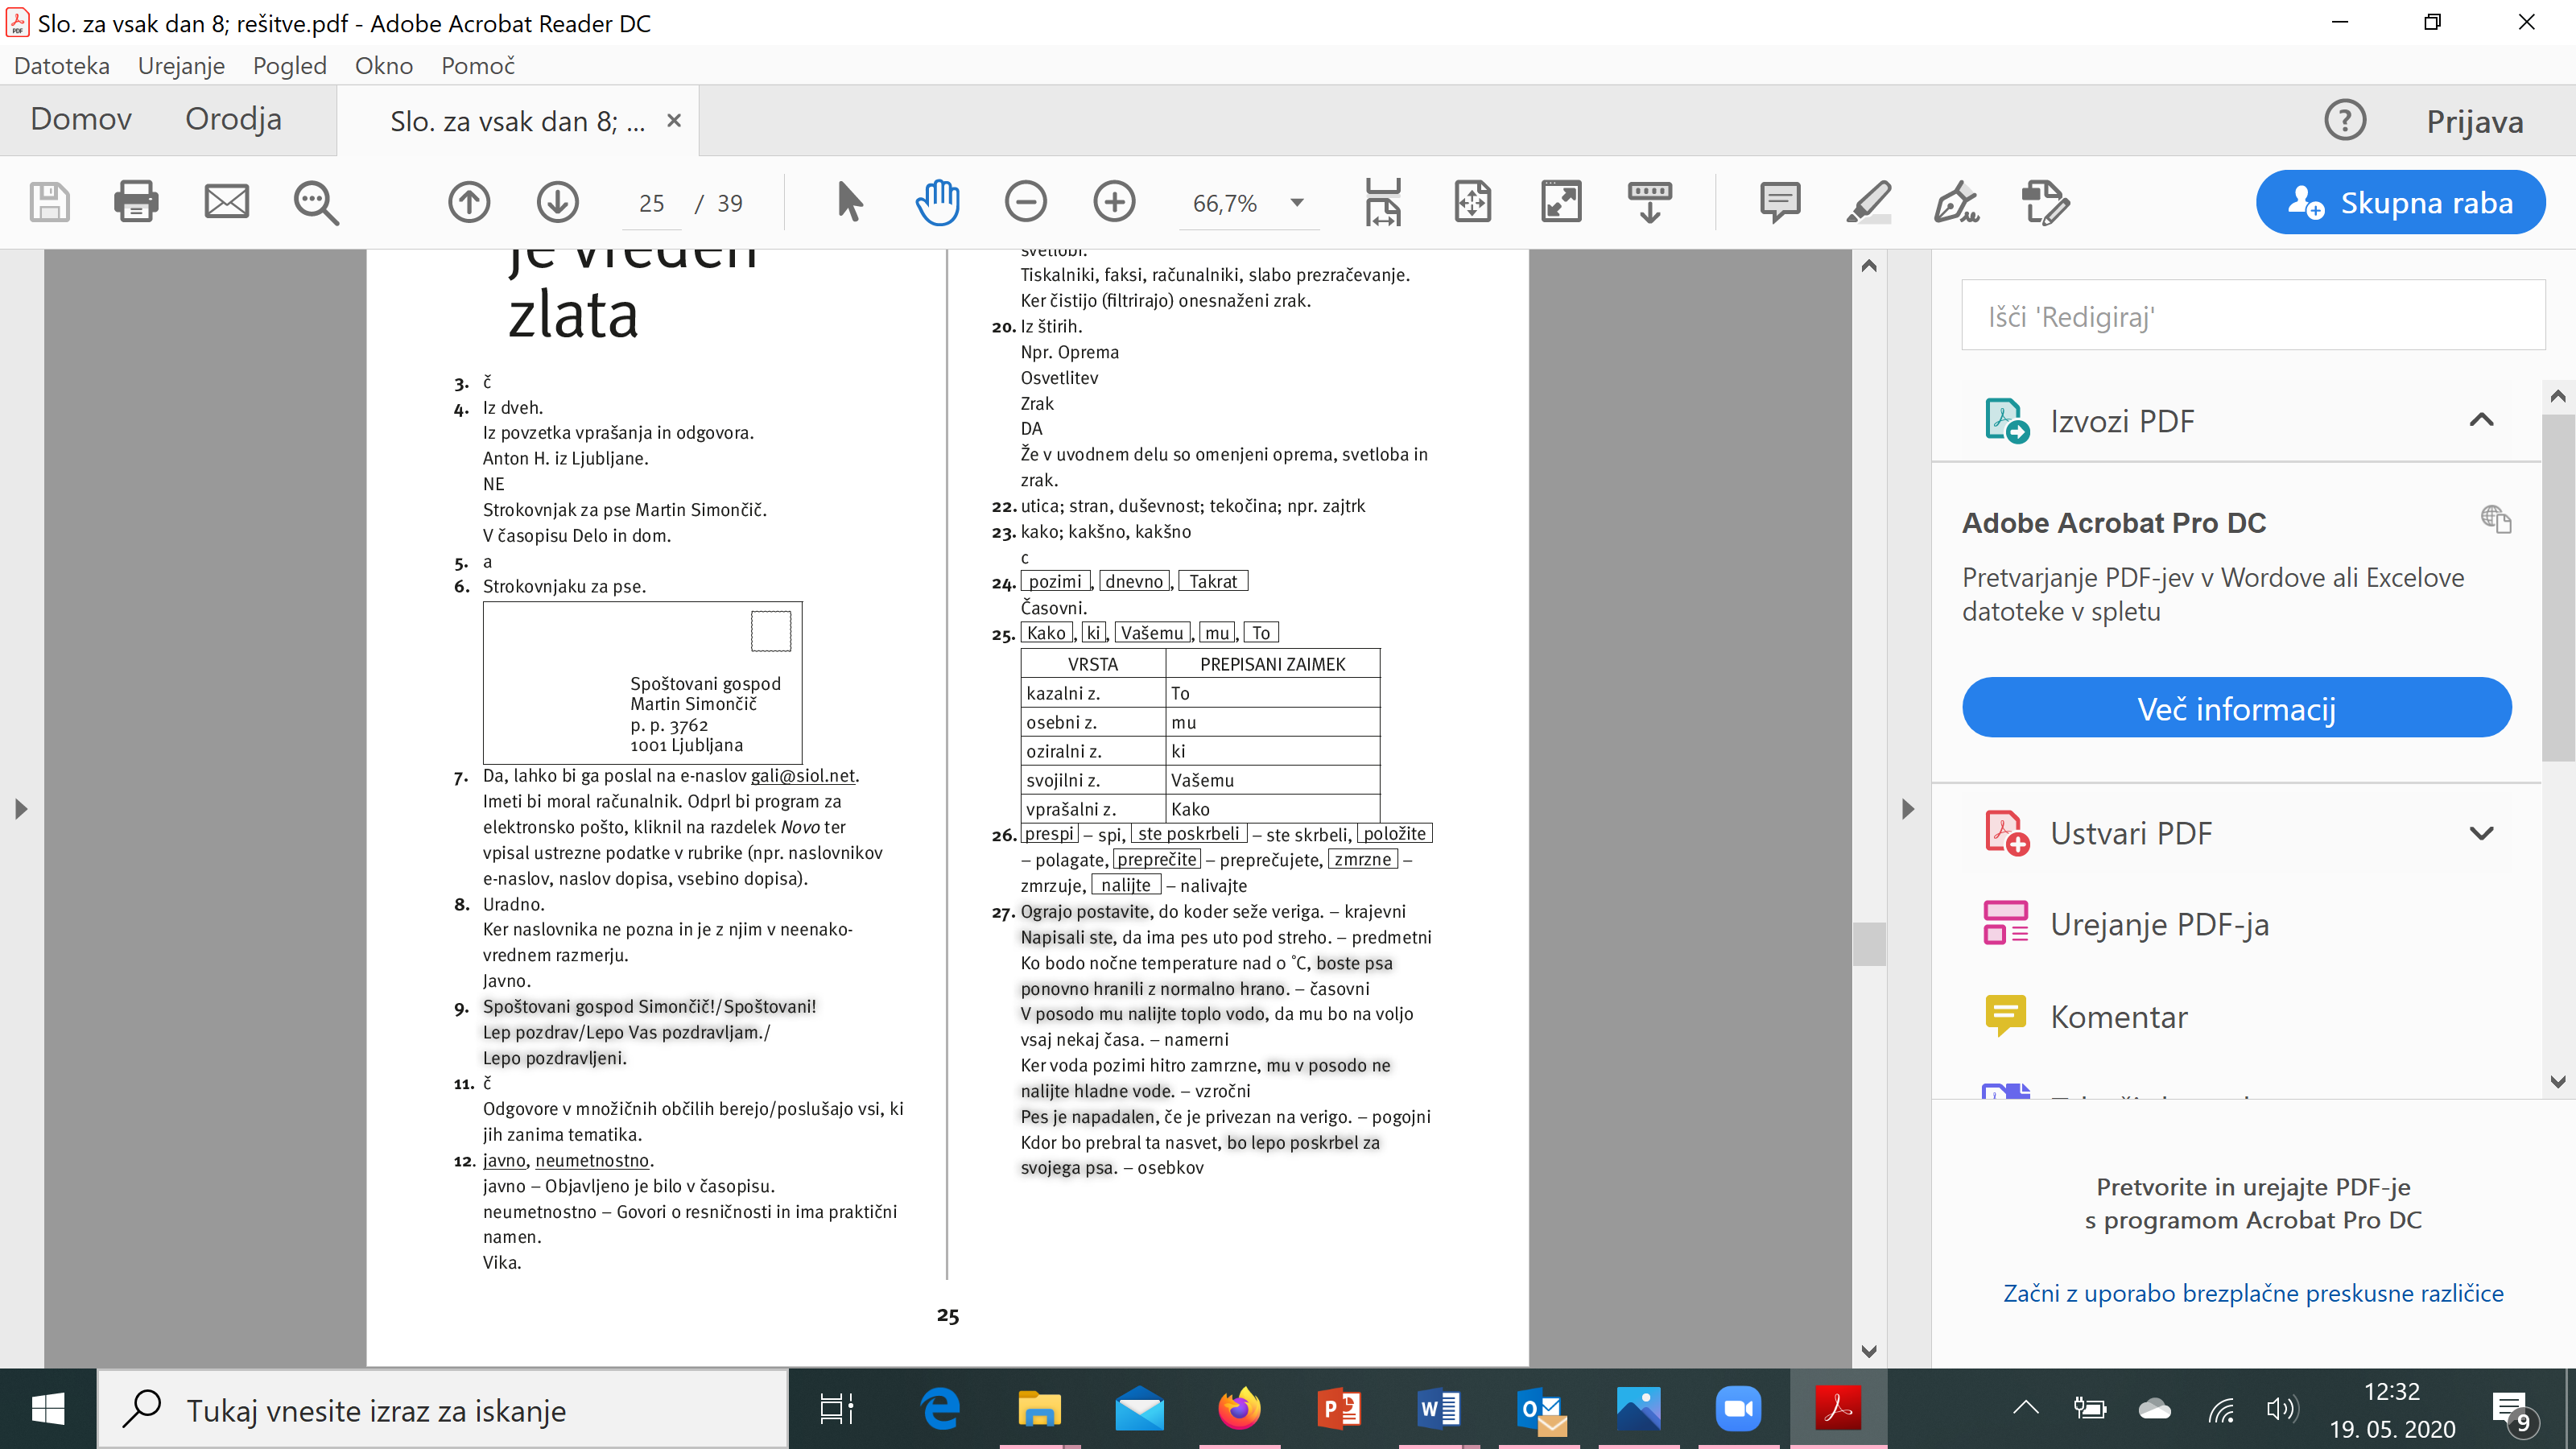 Slo. za vsak dan 8; rešitve.pdf - Adobe Acrobat Reader DC
Datoteka Urejanje Pogled Okno Pomoč
Domov Orodja Slo. za vsak dan 8; ... × Prijava
25 / 39 66,7% Skupna raba
je vreden
zlata
3. č
4. Iz dveh.
Iz povzetka vprašanja in odgovora.
Anton H. iz Ljubljane.
NE
Strokovnjak za pse Martin Simončič.
V časopisu Delo in dom.
5. a
6. Strokovnjaku za pse.
Spoštovani gospod
Martin Simončič
p. p. 3762
1001 Ljubljana
7. Da, lahko bi ga poslal na e-naslov gali@siol.net.
Imeti bi moral računalnik. Odprl bi program za
elektronsko pošto, kliknil na razdelek Novo ter
vpisal ustrezne podatke v rubrike (npr. naslovnikov
e-naslov, naslov dopisa, vsebino dopisa).
8. Uradno.
Ker naslovnika ne pozna in je z njim v neenako-
vrednem razmerju.
Javno.
9. Spoštovani gospod Simončič!/Spoštovani!
Lep pozdrav/Lepo Vas pozdravljam./
Lepo pozdravljeni.
11. č
Odgovore v množičnih občilih berejo/poslušajo vsi, ki
jih zanima tematika.
12. javno, neumetnostno.
javno – Objavljeno je bilo v časopisu.
neumetnostno – Govori o resničnosti in ima praktični
namen.
Vika.
svetlobi.
Tiskalniki, faksi, računalniki, slabo prezračevanje.
Ker čistijo (filtrirajo) onesnaženi zrak.
20. Iz štirih.
Npr. Oprema
Osvetlitev
Zrak
DA
Že v uvodnem delu so omenjeni oprema, svetloba in
zrak.
22. utica; stran, duševnost; tekočina; npr. zajtrk
23. kako; kakšno, kakšno
c
24. pozimi, dnevno, Takrat
Časovni.
25. Kako, ki, Vašemu, mu, To
VRSTA PREPISANI ZAIMEK
kazalni z. To
osebni z. mu
oziralni z. ki
svojilni z. Vašemu
vprašalni z. Kako
26. prespi – spi, ste poskrbeli – ste skrbeli, položite
– polagate, preprečite – preprečujete, zmrzne –
zmrzuje, nalijte – nalivajte
27. Ograjo postavite, do koder seže veriga. – krajevni
Napisali ste, da ima pes uto pod streho. – predmetni
Ko bodo nočne temperature nad 0 °C, boste psa
ponovno hranili z normalno hrano. – časovni
V posodo mu nalijte toplo vodo, da mu bo na voljo
vsaj nekaj časa. – namerni
Ker voda pozimi hitro zamrzne, mu v posodo ne
nalijte hladne vode. – vzročni
Pes je napadalen, če je privezan na verigo. – pogojni
Kdor bo prebral ta nasvet, bo lepo poskrbel za
svojega psa. – osebkov
25
Išči 'Redigiraj'
Izvozi PDF
Adobe Acrobat Pro DC
Pretvarjanje PDF-jev v Wordove ali Excelove
datoteke v spletu
Več informacij
Ustvari PDF
Urejanje PDF-ja
Komentar
Pretvorite in urejajte PDF-je
s programom Acrobat Pro DC
Začni z uporabo brezplačne preskusne različice
Tukaj vnesite izraz za iskanje
12:32
19. 05. 2020
9